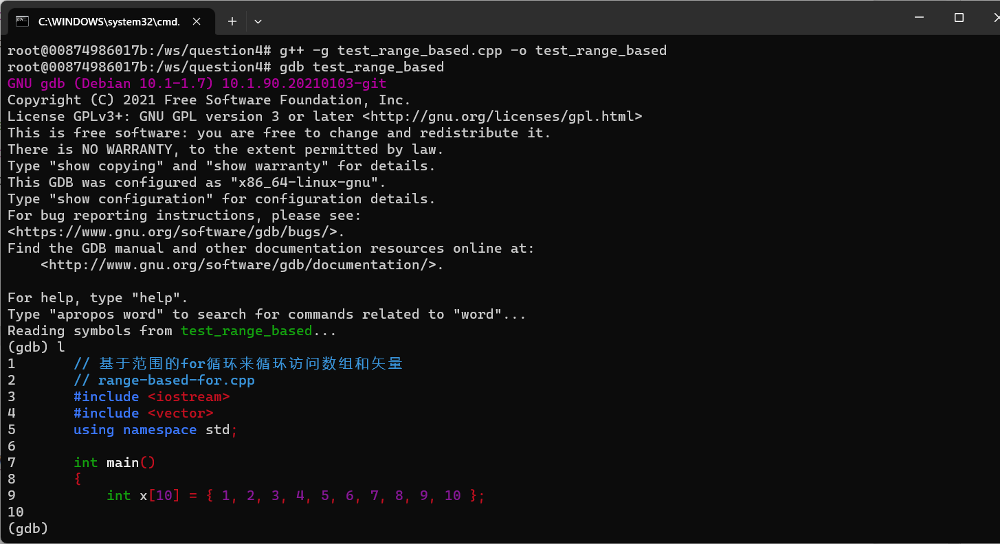 C:\WINDOWS\system32\cmd.
root@00874986017b:/ws/question4# g++ -g test_range_based.cpp -o test_range_based
root@00874986017b:/ws/question4# gdb test_range_based
GNU gdb (Debian 10.1-1.7) 10.1.90.20210103-git
Copyright (C) 2021 Free Software Foundation, Inc.
License GPLv3+: GNU GPL version 3 or later <http://gnu.org/licenses/gpl.html>
This is free software: you are free to change and redistribute it.
There is NO WARRANTY, to the extent permitted by law.
Type "show copying" and "show warranty" for details.
This GDB was configured as "x86_64-linux-gnu".
Type "show configuration" for configuration details.
For bug reporting instructions, please see:
<https://www.gnu.org/software/gdb/bugs/>.
Find the GDB manual and other documentation resources online at:
    <http://www.gnu.org/software/gdb/documentation/>.

For help, type "help".
Type "apropos word" to search for commands related to "word"...
Reading symbols from test_range_based...
(gdb) l
1       // 基于范围的for循环来循环访问数组和矢量
2       // range-based-for.cpp
3       #include <iostream>
4       #include <vector>
5       using namespace std;
6
7       int main()
8       {
9           int x[10] = { 1, 2, 3, 4, 5, 6, 7, 8, 9, 10 };
10
(gdb)